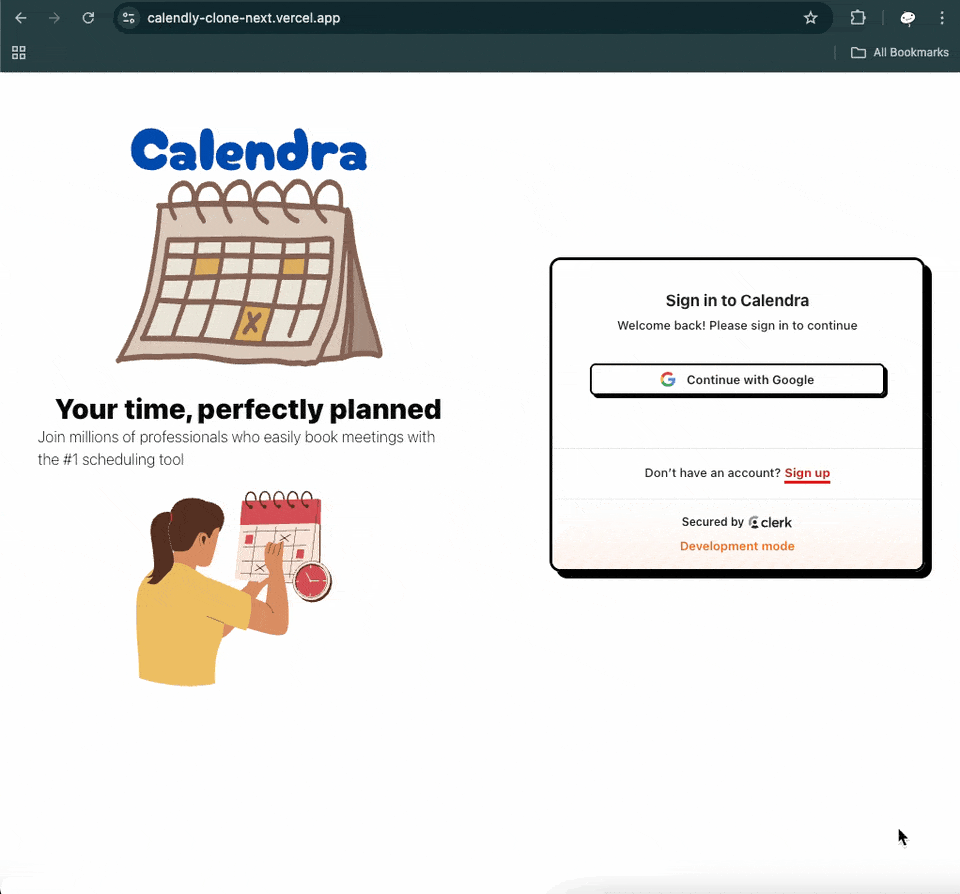 calendly-clone-next.vercel.app
All Bookmarks
Calendra
X
Your time, perfectly planned
Join millions of professionals who easily book meetings with
the #1 scheduling tool
Sign in to Calendra
Welcome back! Please sign in to continue
Continue with Google
Don’t have an account? Sign up
Secured by clerk
Development mode